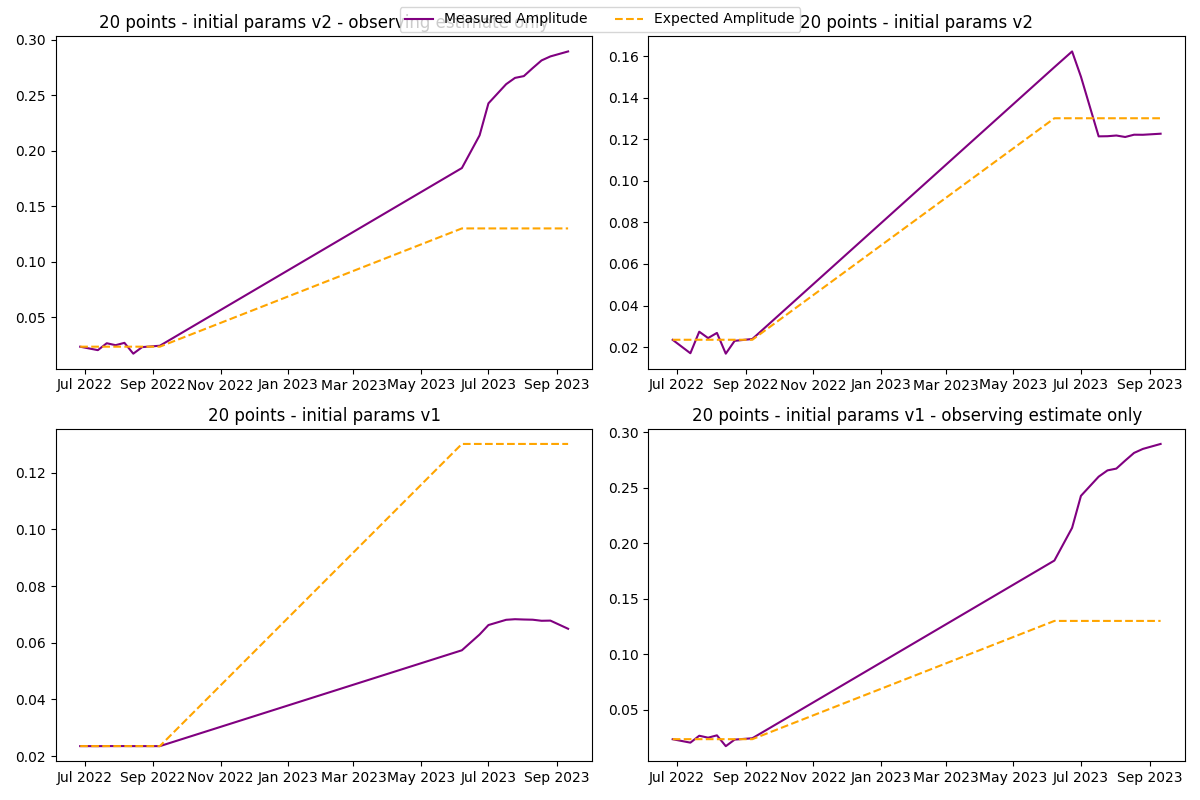 Measured Amplitude Expected Amplitude
20 points - initial params v2 - observing estimate only
0.30
0.25
0.20
0.15
0.10
0.05
Jul 2022 Sep 2022 Nov 2022 Jan 2023 Mar 2023 May 2023 Jul 2023 Sep 2023
20 points - initial params v2
0.16
0.14
0.12
0.10
0.08
0.06
0.04
0.02
Jul 2022 Sep 2022 Nov 2022 Jan 2023 Mar 2023 May 2023 Jul 2023 Sep 2023
20 points - initial params v1
0.12
0.10
0.08
0.06
0.04
0.02
Jul 2022 Sep 2022 Nov 2022 Jan 2023 Mar 2023 May 2023 Jul 2023 Sep 2023
20 points - initial params v1 - observing estimate only
0.30
0.25
0.20
0.15
0.10
0.05
Jul 2022 Sep 2022 Nov 2022 Jan 2023 Mar 2023 May 2023 Jul 2023 Sep 2023